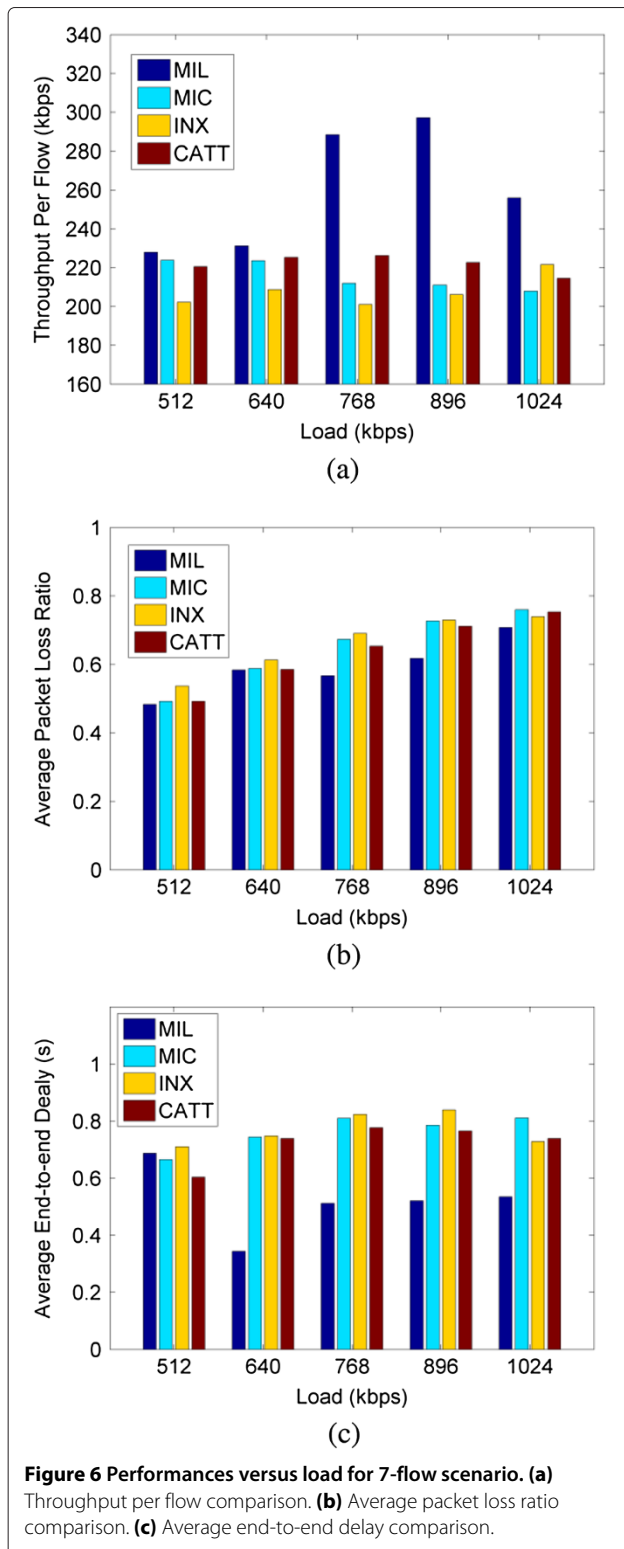 340
320
300
280
260
240
220
200
180
160
Throughput Per Flow (kbps)
MIL
MIC
INX
CATT
512 640 768 896 1024
Load (kbps)
(a)
1
0.8
0.6
0.4
0.2
0
Average Packet Loss Ratio
MIL
MIC
INX
CATT
512 640 768 896 1024
Load (kbps)
(b)
1
0.8
0.6
0.4
0.2
0
Average End-to-end Dealy (s)
MIL
MIC
INX
CATT
512 640 768 896 1024
Load (kbps)
(c)
Figure 6 Performances versus load for 7-flow scenario. (a)
Throughput per flow comparison. (b) Average packet loss ratio
comparison. (c) Average end-to-end delay comparison.